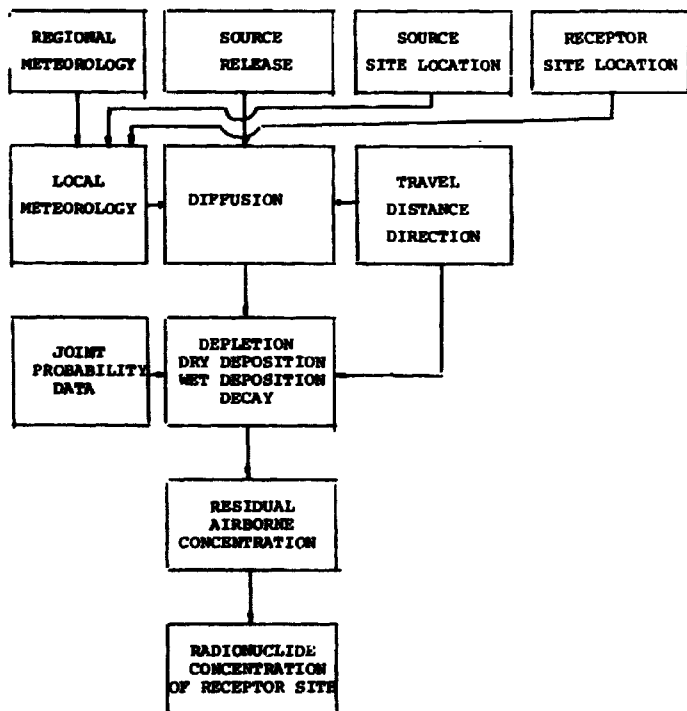 REGIONAL
METEOROLOGY
SOURCE
RELEASE
SOURCE
SITE LOCATION
RECEPTOR
SITE LOCATION
LOCAL
METEOROLOGY
DIFFUSION
TRAVEL
DISTANCE
DIRECTION
JOINT
PROBABILITY
DATA
DEPLETION
DRY DEPOSITION
WET DEPOSITION
DECAY
RESIDUAL
AIRBORNE
CONCENTRATION
RADIONUCLIDE
CONCENTRATION
OF RECEPTOR SITE